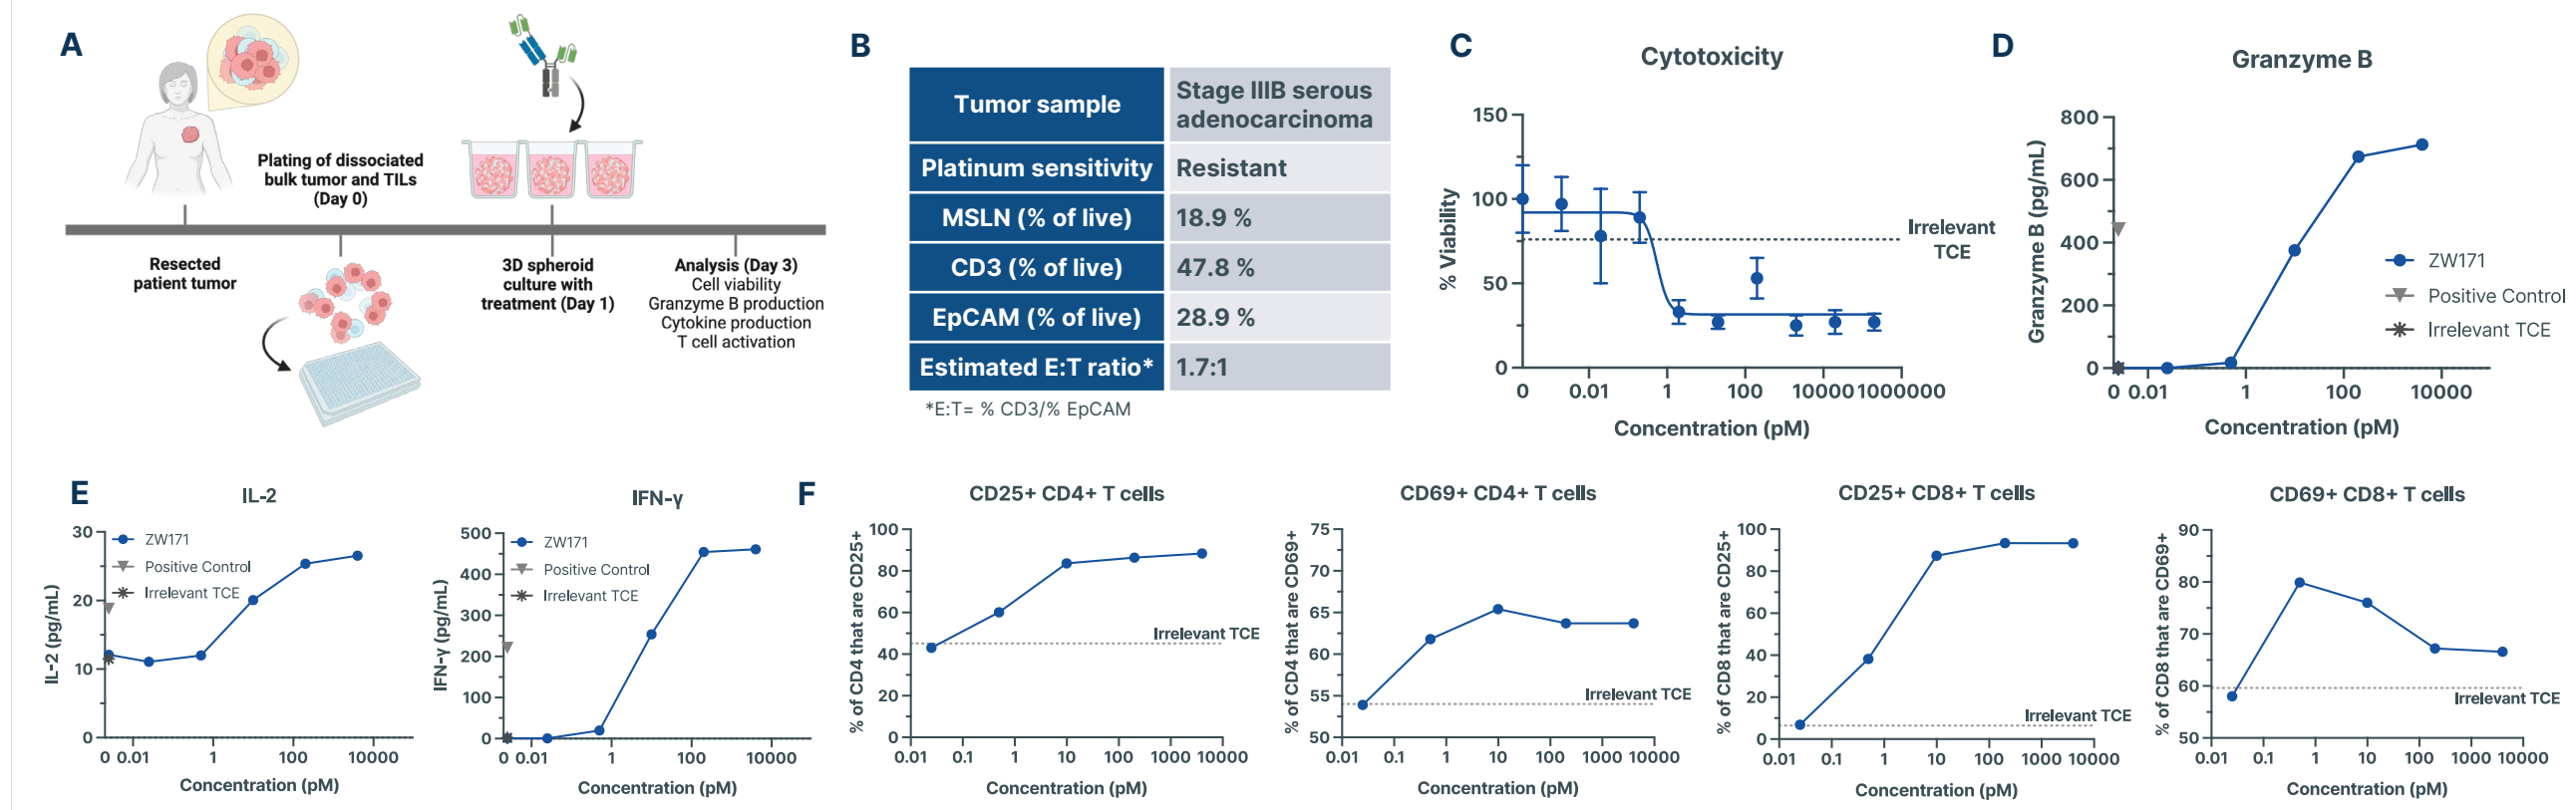 A
Plating of dissociated
bulk tumor and TILs
(Day 0)
Resected
patient tumor
3D spheroid
culture with
treatment (Day 1)
Analysis (Day 3)
Cell viability
Granzyme B production
Cytokine production
T cell activation
B
Tumor sample
Stage IIIB serous
adenocarcinoma
Platinum sensitivity
Resistant
MSLN (% of live)
18.9 %
CD3 (% of live)
47.8 %
EpCAM (% of live)
28.9 %
Estimated E:T ratio*
1.7:1
*E:T= % CD3/% EpCAM
C
Cytotoxicity
% Viability
150
100
50
0
Irrelevant
TCE
0 0.01 1 100 10000 1000000
Concentration (pM)
D
Granzyme B
Granzyme B (pg/mL)
800
600
400
200
0
ZW171
Positive Control
Irrelevant TCE
0 0.01 1 100 10000
Concentration (pM)
E
IL-2
IL-2 (pg/mL)
30
20
10
0
ZW171
Positive Control
Irrelevant TCE
0 0.01 1 100 10000
Concentration (pM)
IFN-γ
IFN-γ (pg/mL)
500
400
300
200
100
0
ZW171
Positive Control
Irrelevant TCE
0 0.01 1 100 10000
Concentration (pM)
F
CD25+ CD4+ T cells
% of CD4 that are CD25+
100
80
60
40
20
0
Irrelevant TCE
0.01 0.1 1 10 100 1000 10000
Concentration (pM)
CD69+ CD4+ T cells
% of CD4 that are CD69+
75
70
65
60
55
50
Irrelevant TCE
0.01 0.1 1 10 100 1000 10000
Concentration (pM)
CD25+ CD8+ T cells
% of CD8 that are CD25+
100
80
60
40
20
0
Irrelevant TCE
0.01 0.1 1 10 100 1000 10000
Concentration (pM)
CD69+ CD8+ T cells
% of CD8 that are CD69+
90
80
70
60
50
Irrelevant TCE
0.01 0.1 1 10 100 1000 10000
Concentration (pM)